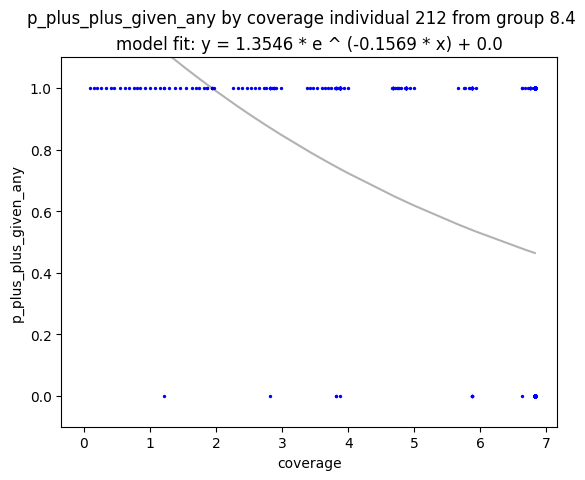 p_plus_plus_given_any by coverage individual 212 from group 8.4
model fit: y = 1.3546 * e ^ (-0.1569 * x) + 0.0
p_plus_plus_given_any
1.0
0.8
0.6
0.4
0.2
0.0
0 1 2 3 4 5 6 7
coverage